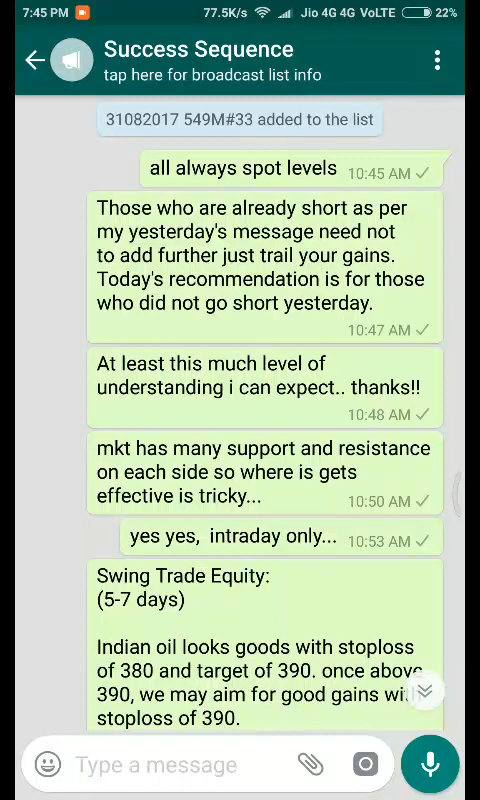 7:45 PM 77.5K/s Jio 4G 4G VoLTE 22%
Success Sequence
tap here for broadcast list info
31082017 549M#33 added to the list
all always spot levels 10:45 AM
Those who are already short as per
my yesterday's message need not
to add further just trail your gains.
Today's recommendation is for those
who did not go short yesterday.
10:47 AM
At least this much level of
understanding i can expect.. thanks!!
10:48 AM
mkt has many support and resistance
on each side so where is gets
effective is tricky... 10:50 AM
yes yes, intraday only... 10:53 AM
Swing Trade Equity:
(5-7 days)
Indian oil looks goods with stoploss
of 380 and target of 390. once above
390, we may aim for good gains with
stoploss of 390.
Type a message